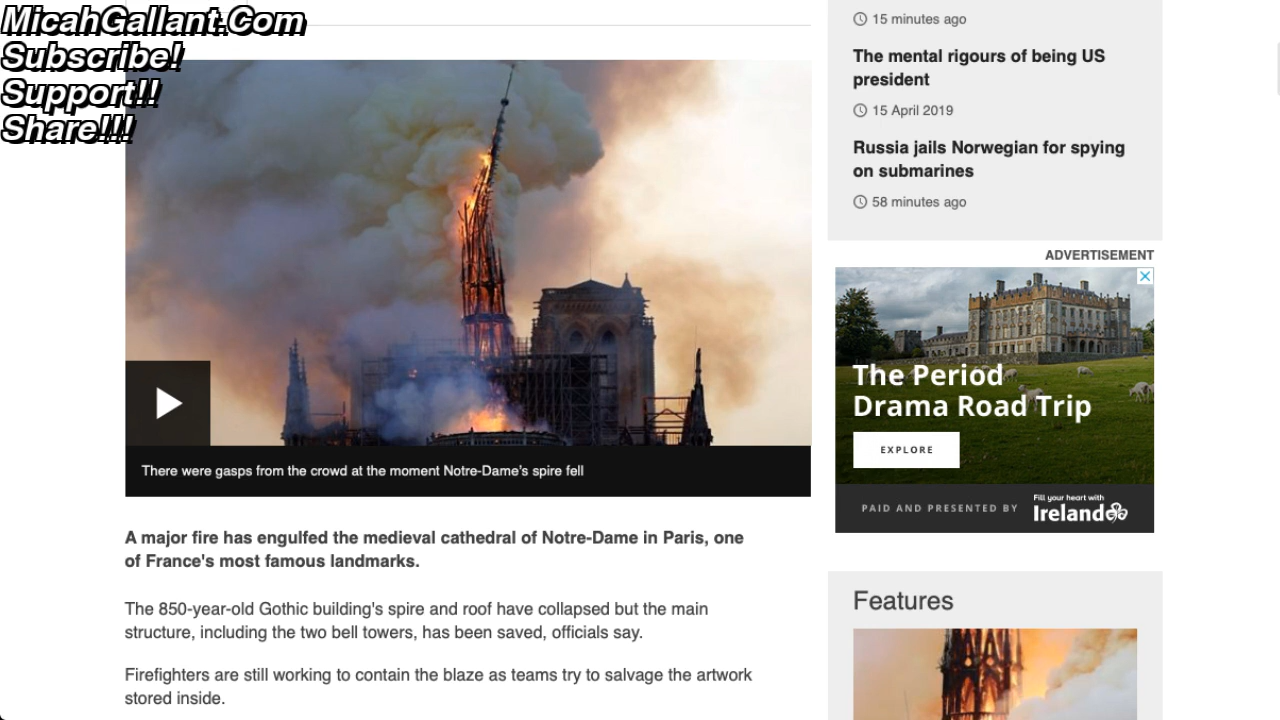 MicahGallant.Com
Subscribe!
Support!!
Share!!!
There were gasps from the crowd at the moment Notre-Dame's spire fell
A major fire has engulfed the medieval cathedral of Notre-Dame in Paris, one
of France's most famous landmarks.
The 850-year-old Gothic building's spire and roof have collapsed but the main
structure, including the two bell towers, has been saved, officials say.
Firefighters are still working to contain the blaze as teams try to salvage the artwork
stored inside.
15 minutes ago
The mental rigours of being US
president
15 April 2019
Russia jails Norwegian for spying
on submarines
58 minutes ago
ADVERTISEMENT
The Period
Drama Road Trip
EXPLORE
PAID AND PRESENTED BY
Fill your heart with
Ireland
Features